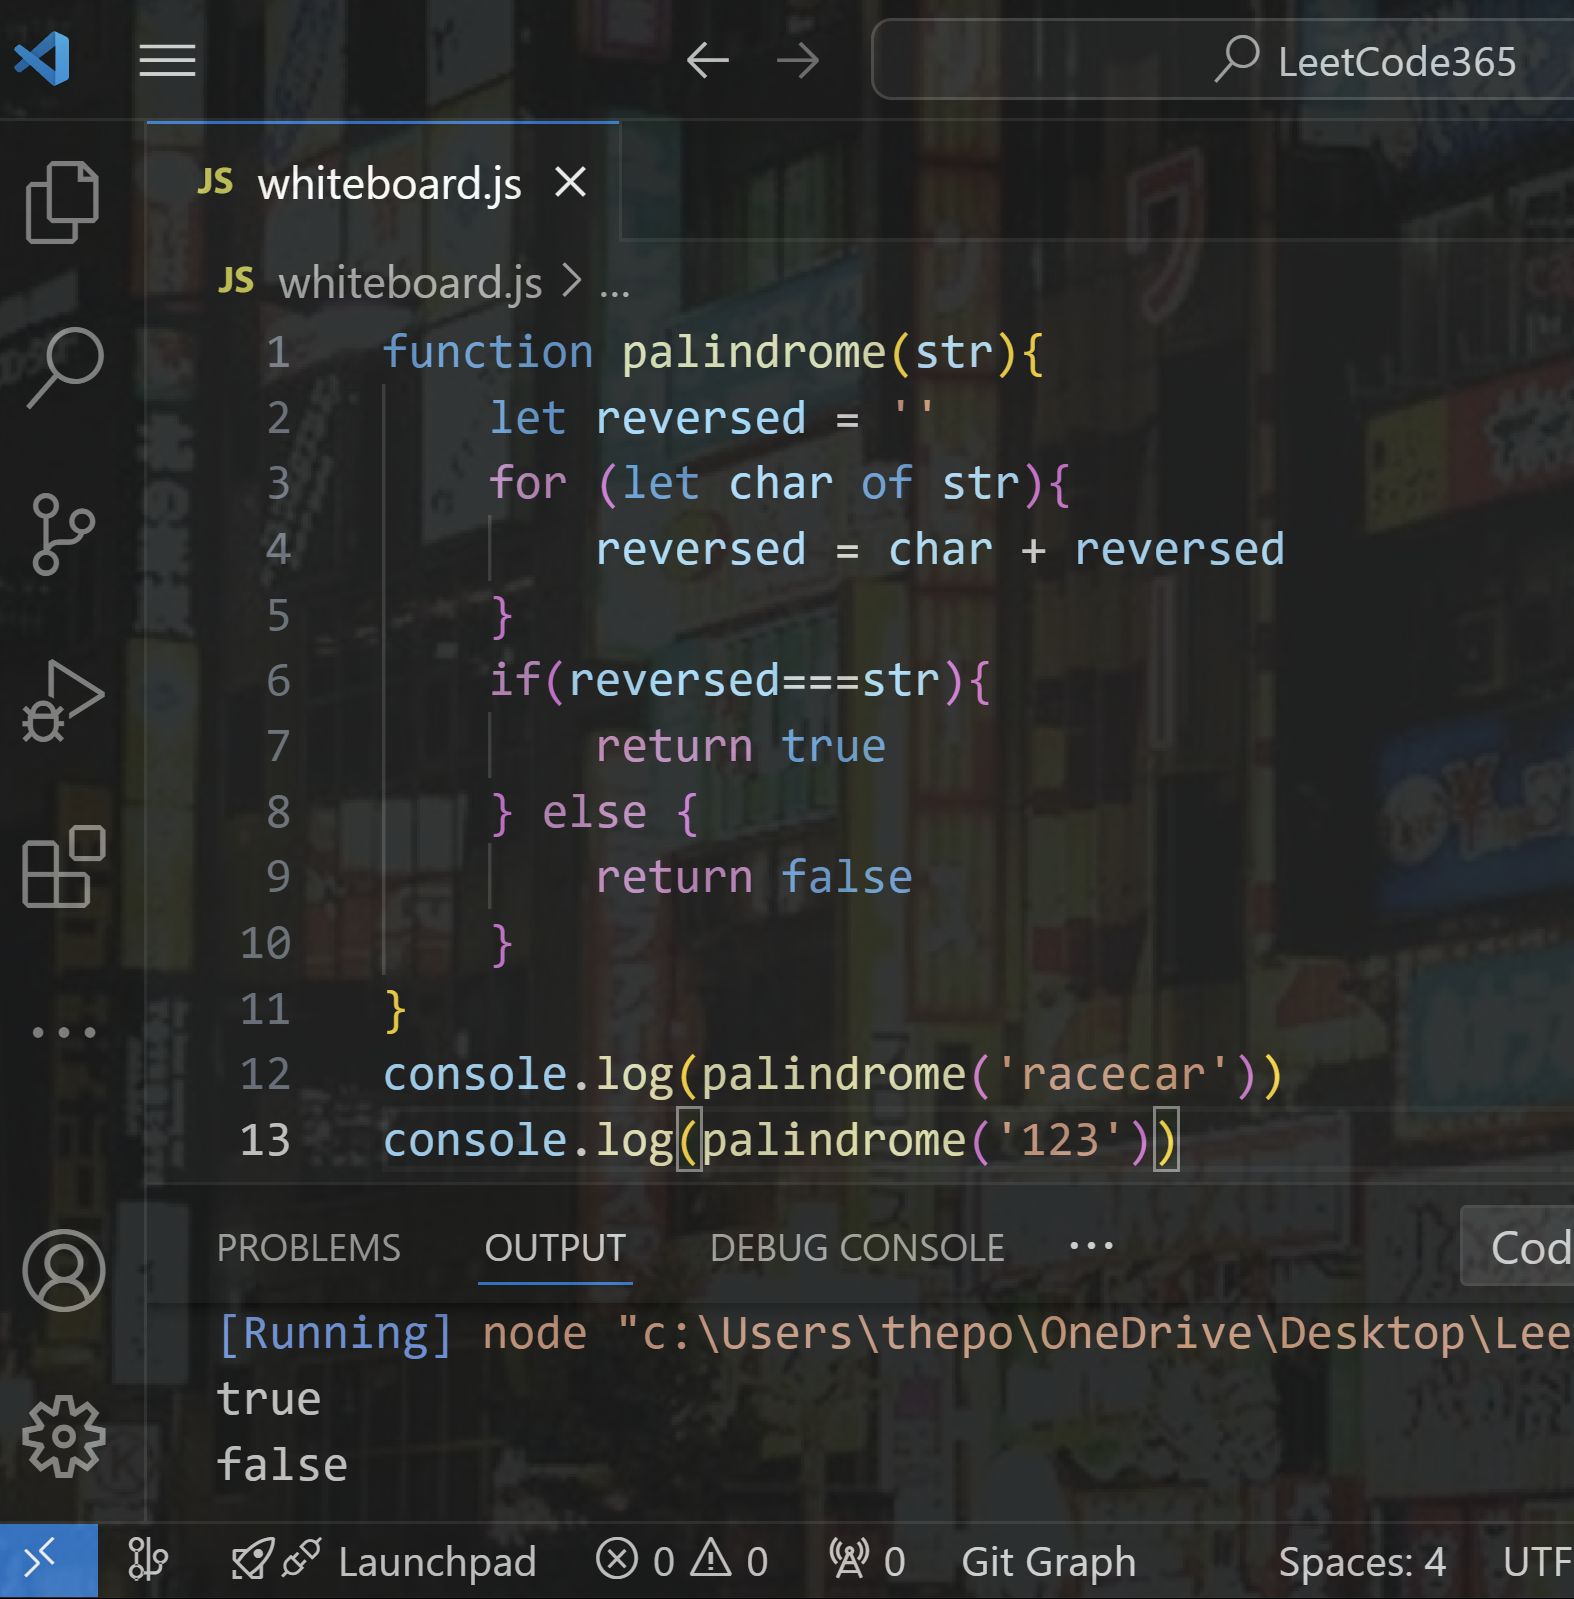 LeetCode365
JS whiteboard.js
JS whiteboard.js > ...
1 function palindrome(str){
2 let reversed = ''
3 for (let char of str){
4 reversed = char + reversed
5 }
6 if(reversed===str){
7 return true
8 } else {
9 return false
10 }
11 }
12 console.log(palindrome('racecar'))
13 console.log(palindrome('123'))
PROBLEMS OUTPUT DEBUG CONSOLE ... Cod
[Running] node "c:\Users\thepo\OneDrive\Desktop\Lee
true
false
Launchpad 0 0 0 Git Graph Spaces: 4 UTF